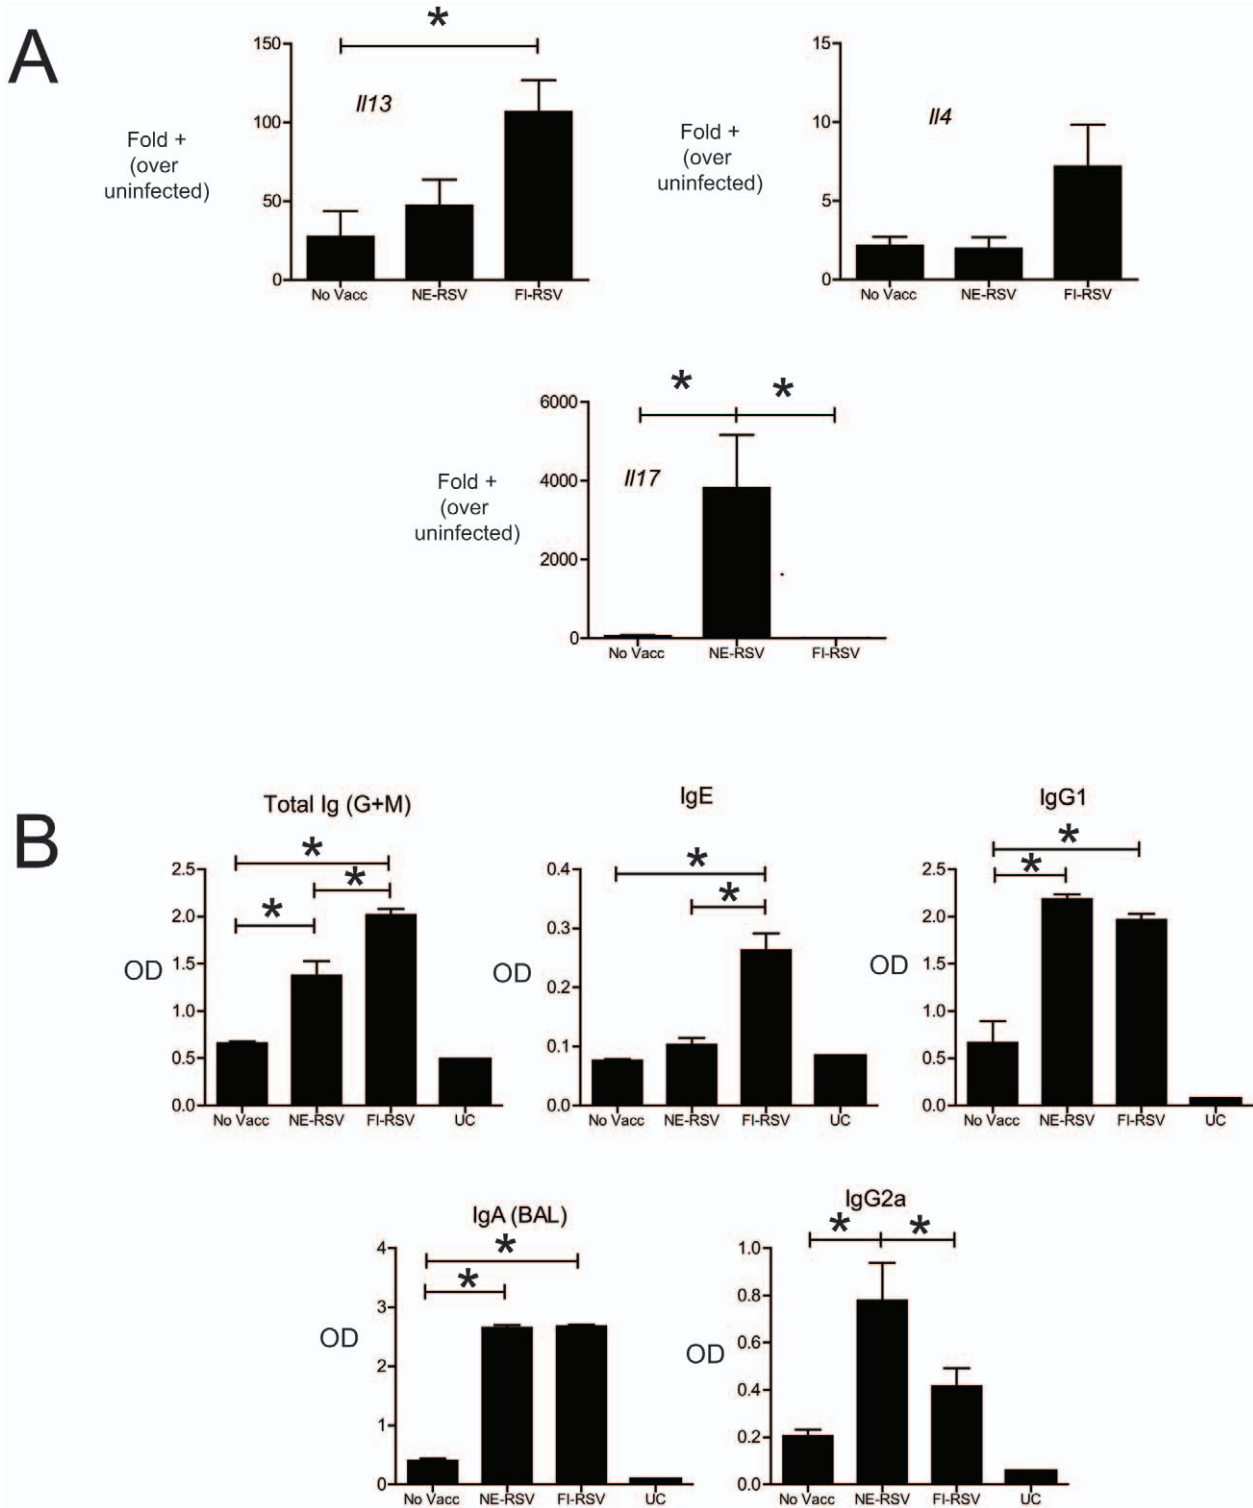 A
*
150
100
50
0
Il13
Fold +
(over
uninfected)
No Vacc NE-RSV FI-RSV
15
10
5
0
Il4
Fold +
(over
uninfected)
No Vacc NE-RSV FI-RSV
* *
6000
4000
2000
0
Il17
Fold +
(over
uninfected)
No Vacc NE-RSV FI-RSV
B
Total Ig (G+M)
*
*
*
2.5
2.0
1.5
1.0
0.5
0.0
OD
No Vacc NE-RSV FI-RSV UC
IgE
*
*
0.4
0.3
0.2
0.1
0.0
OD
No Vacc NE-RSV FI-RSV UC
IgG1
*
*
2.5
2.0
1.5
1.0
0.5
0.0
OD
No Vacc NE-RSV FI-RSV UC
IgA (BAL)
*
*
4
3
2
1
0
OD
No Vacc NE-RSV FI-RSV UC
IgG2a
* *
1.0
0.8
0.6
0.4
0.2
0.0
OD
No Vacc NE-RSV FI-RSV UC